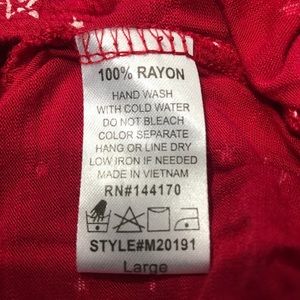 100% RAYON
HAND WASH
WITH COLD WATER
DO NOT BLEACH
COLOR SEPARATE
HANG OR LINE DRY
LOW IRON IF NEEDED
MADE IN VIETNAM
RN#144170
STYLE#M20191
Large